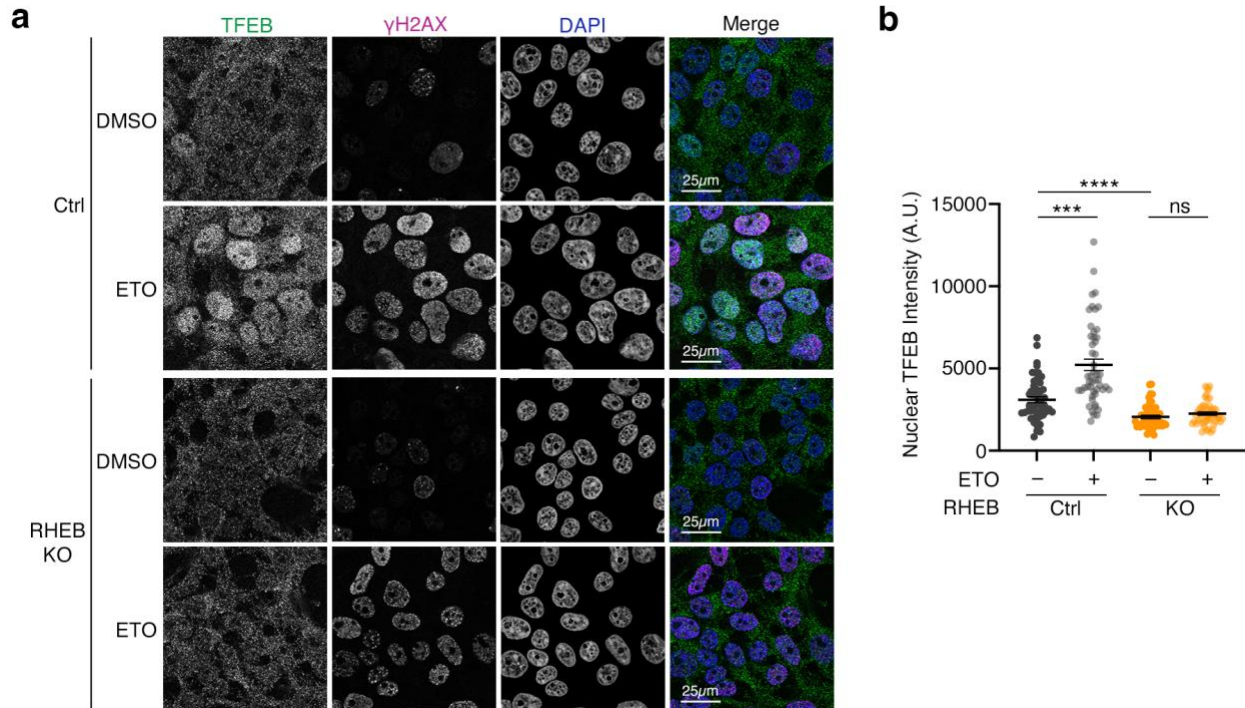 a
TFEB γH2AX DAPI Merge
Ctrl
DMSO
25μm
ETO
25μm
RHEB
KO
DMSO
25μm
ETO
25μm
b
Nuclear TFEB Intensity (A.U.)
15000
10000
5000
0
****
***
ns
ETO − + − +
RHEB Ctrl KO